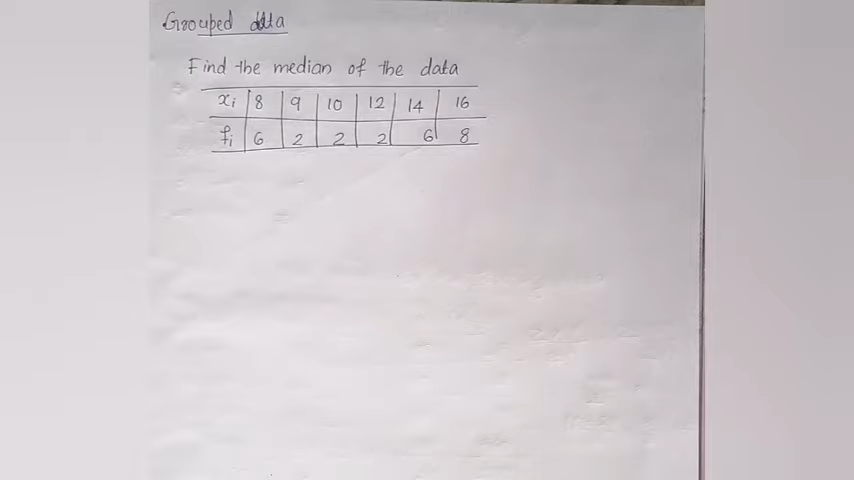 Grouped data
Find the median of the data
xi 8 9 10 12 14 16
fi 6 2 2 2 6 8